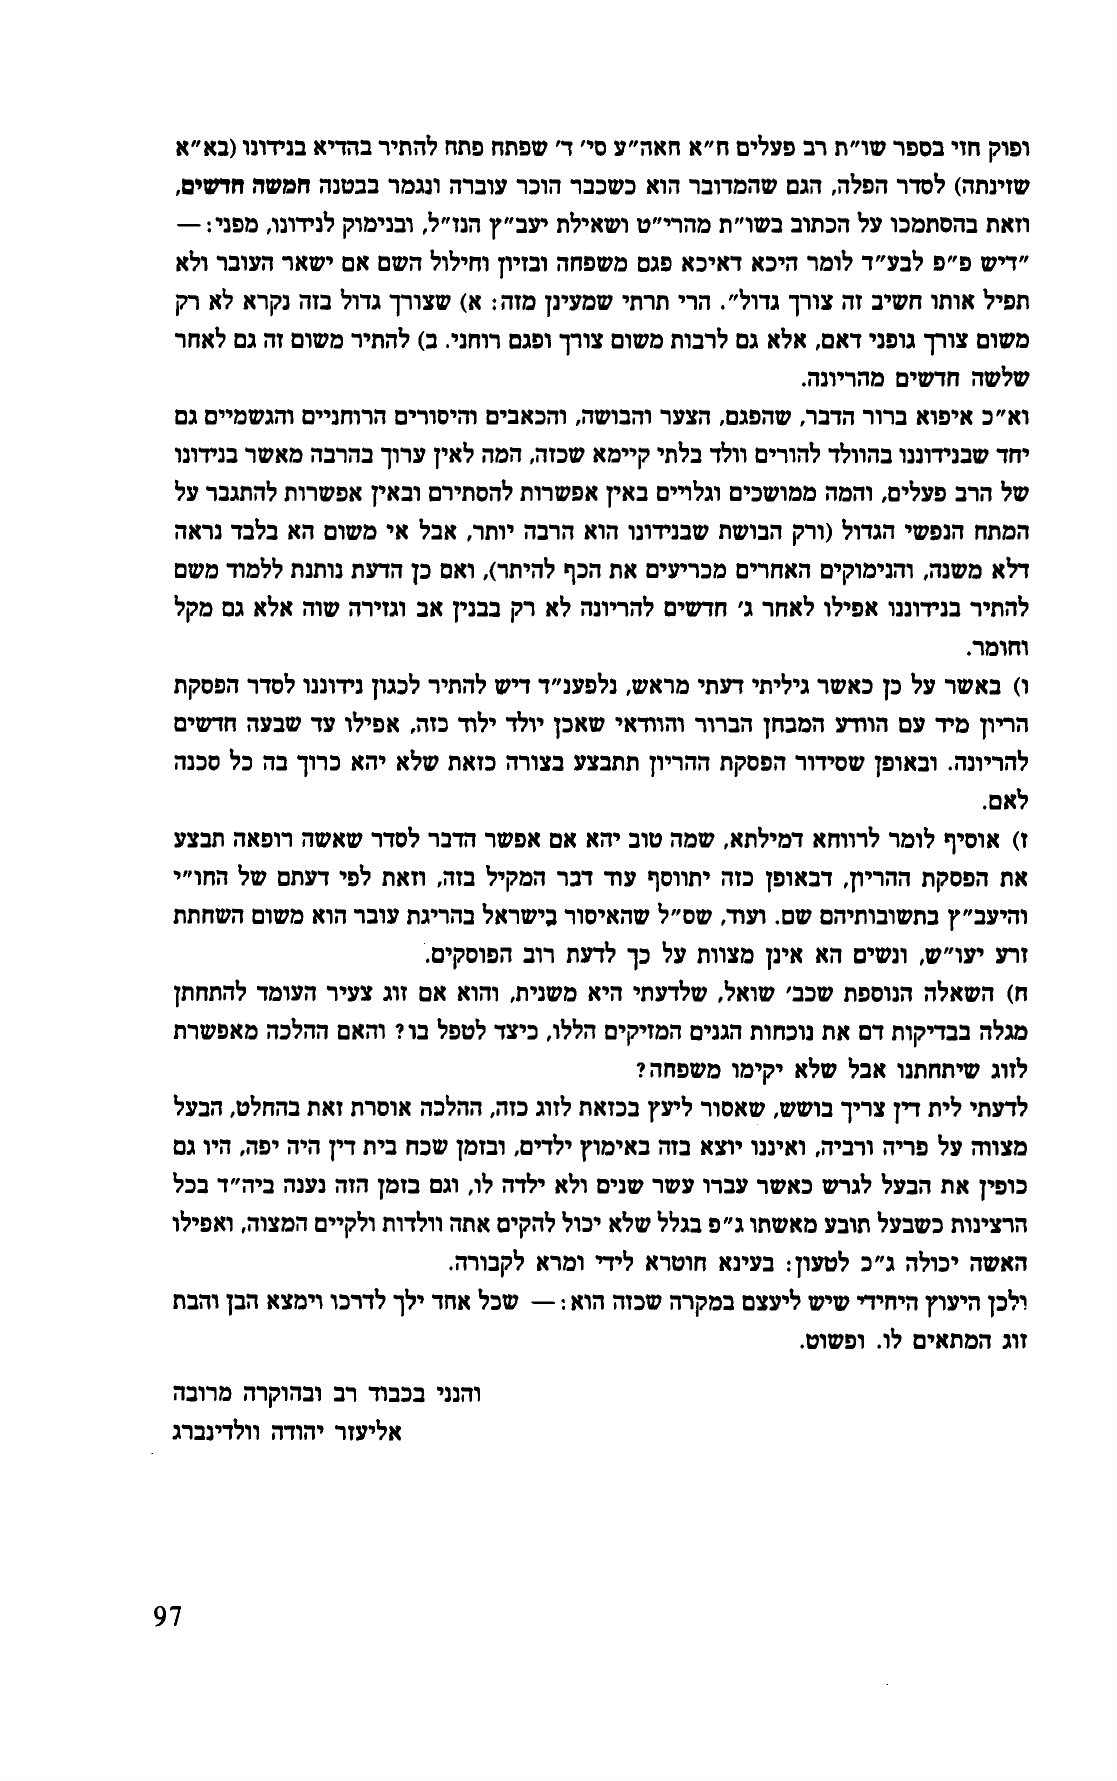 ופוק חזי בספר שו״ת רב פעלים ח״א חאה״ע סי׳ ד׳ שפתח פתח להתיר בהדיא בנידונו (בא״א
שזינתה) לסדר הפלה, הגם שהמדובר הוא כשכבר הוכר עוברה ונגמר בבטנה חמשה חדשים,
וזאת בהסתמכו על הכתוב בשו״ת מהרי״ט ושאילת יעב״ץ הנז״ל, ובנימוק לנידונו, מפני: —
״דיש פ״פ לבע״ד לומר היכא דאיכא פגם משפחה ובזיון וחילול השם אם ישאר העובר ולא
תפיל אותו חשיב זה צורך גדול״. הרי תרתי שמעינן מזה: א) שצורך גדול בזה נקרא לא רק
משום צורך גופני דאם, אלא גם לרבות משום צורך ופגם רוחני. ב) להתיר משום זה גם לאחר
שלשה חדשים מהריונה.
וא״כ איפוא ברור הדבר, שהפגם, הצער והבושה, והכאבים והיסורים הרוחניים והגשמיים גם
יחד שבנידוננו בהוולד להורים וולד בלתי קיימא שכזה, המה לאין ערוך בהרבה מאשר בנידונו
של הרב פעלים, והמה ממושכים וגלויים באין אפשרות להסתירם ובאין אפשרות להתגבר על
המתח הנפשי הגדול (ורק הבושת שבנידונו הוא הרבה יותר, אבל אי משום הא בלבד נראה
דלא משנה, והנימוקים האחרים מכריעים את הכף להיתר), ואם כן הדעת נותנת ללמוד משם
להתיר בנידוננו אפילו לאחר ג׳ חדשים להריונה לא רק בבנין אב וגזירה שוה אלא גם מקל
וחומר.
ו) באשר על כן כאשר גיליתי דעתי מראש, נלפענ״ד דיש להתיר לכגון נידוננו לסדר הפסקת
הריון מיד עם הוודע המבחן הברור והוודאי שאכן יולד ילוד כזה, אפילו עד שבעה חדשים
להריונה. ובאופן שסידור הפסקת ההריון תתבצע בצורה כזאת שלא יהא כרוך בה כל סכנה
לאם.
ז) אוסיף לומר לרווחא דמילתא, שמה טוב יהא אם אפשר הדבר לסדר שאשה רופאה תבצע
את הפסקת ההריון, דבאופן כזה יתווסף עוד דבר המקיל בזה, וזאת לפי דעתם של החו״י
והיעב״ץ בתשובותיהם שם. ועוד, שס״ל שהאיסור בישראל בהריגת עובר הוא משום השחתת
זרע יעו״ש, ונשים הא אינן מצוות על כך לדעת רוב הפוסקים.
ח) השאלה הנוספת שכב׳ שואל, שלדעתי היא משנית, והוא אם זוג צעיר העומד להתחתן
מגלה בבדיקות דם את נוכחות הגנים המזיקים הללו, כיצד לטפל בו? והאם ההלכה מאפשרת
לזוג שיתחתנו אבל שלא יקימו משפחה?
לדעתי לית דין צריך בושש, שאסור ליעץ בכזאת לזוג כזה, ההלכה אוסרת זאת בהחלט, הבעל
מצווה על פריה ורביה, ואיננו יוצא בזה באימוץ ילדים, ובזמן שכח בית דין היה יפה, היו גם
כופין את הבעל לגרש כאשר עברו עשר שנים ולא ילדה לו, וגם בזמן הזה נענה ביה״ד בכל
הרצינות כשבעל תובע מאשתו ג״פ בגלל שלא יכול להקים אתה וולדות ולקיים המצוה, ואפילו
האשה יכולה ג״כ לטעון: בעינא חוטרא לידי ומרא לקבורה.
ולכן היעוץ היחידי שיש ליעצם במקרה שכזה הוא: — שכל אחד ילך לדרכו וימצא הבן והבת
זוג המתאים לו. ופשוט.
והנני בכבוד רב ובהוקרה מרובה
אליעזר יהודה וולדינברג
97